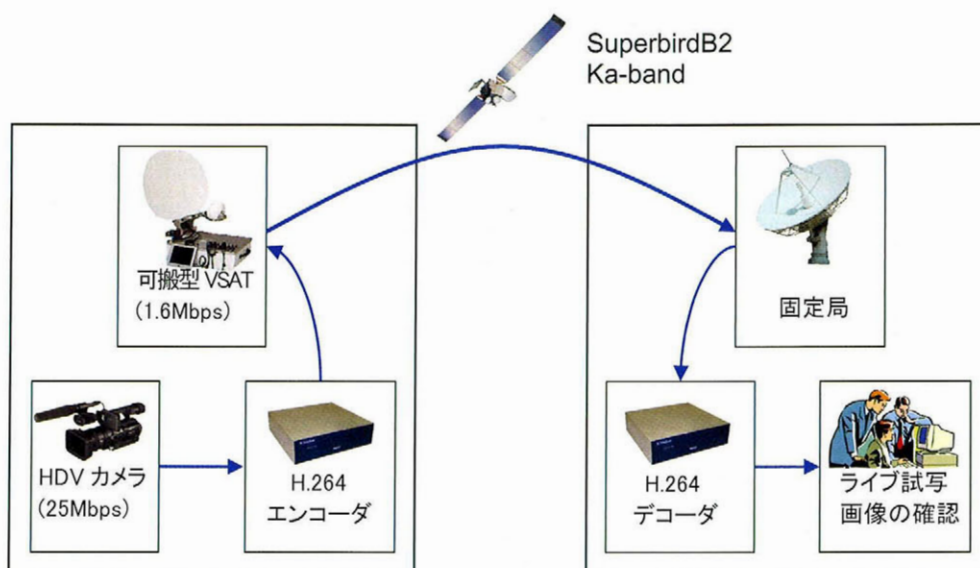 SuperbirdB2
Ka-band
可搬型 VSAT
(1.6Mbps)
固定局
HDV カメラ
(25Mbps)
H.264
エンコーダ
H.264
デコーダ
ライブ試写
画像の確認